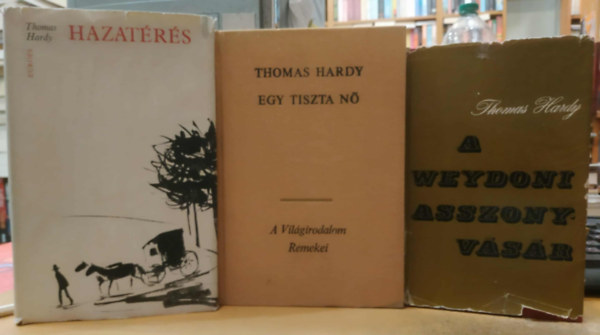 Thomas
Hardy
HAZATÉRÉS
THOMAS HARDY
EGY TISZTA NŐ
A Világirodalom
Remekei
Thomas Hardy
A
WEYDONI
ASSZONY-
VÁSÁR